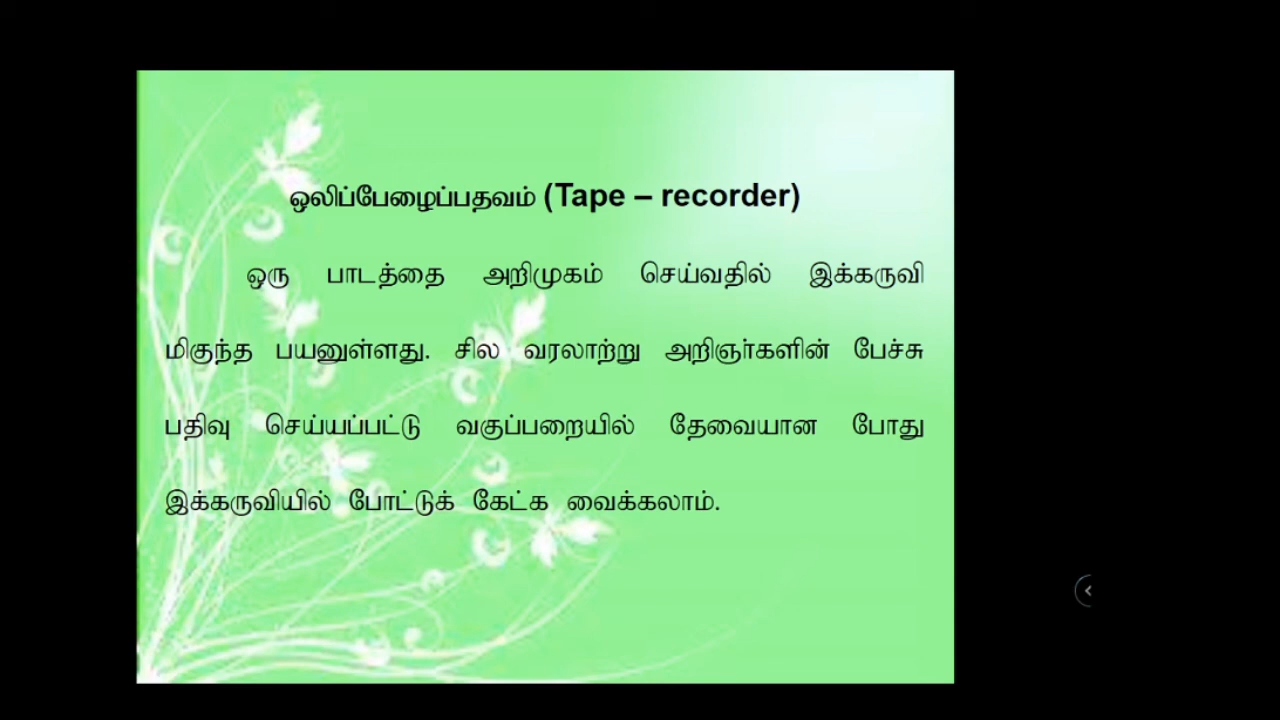 ஒலிப்பேழைப்பதவம் (Tape – recorder)
ஒரு பாடத்தை அறிமுகம் செய்வதில் இக்கருவி
மிகுந்த பயனுள்ளது. சில வரலாற்று அறிஞர்களின் பேச்சு
பதிவு செய்யப்பட்டு வகுப்பறையில் தேவையான போது
இக்கருவியில் போட்டுக் கேட்க வைக்கலாம்.